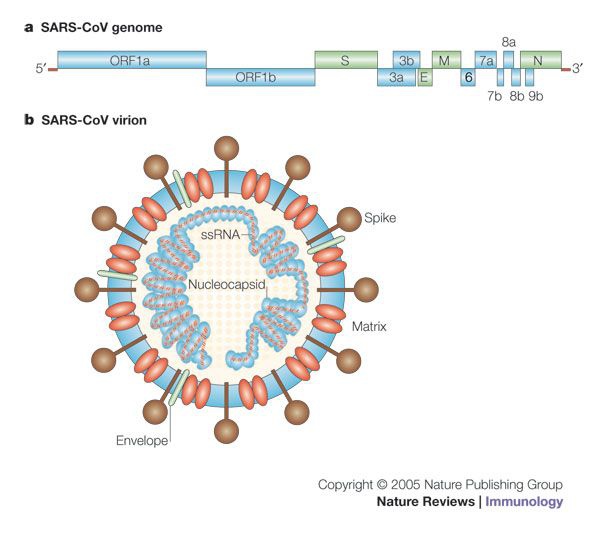 a SARS-CoV genome
8a
ORF1a S 3b M 7a N
5′ 3′
ORF1b 3a E 6
7b 8b 9b
b SARS-CoV virion
Spike
ssRNA
Nucleocapsid
Matrix
Envelope
Copyright © 2005 Nature Publishing Group
Nature Reviews | Immunology